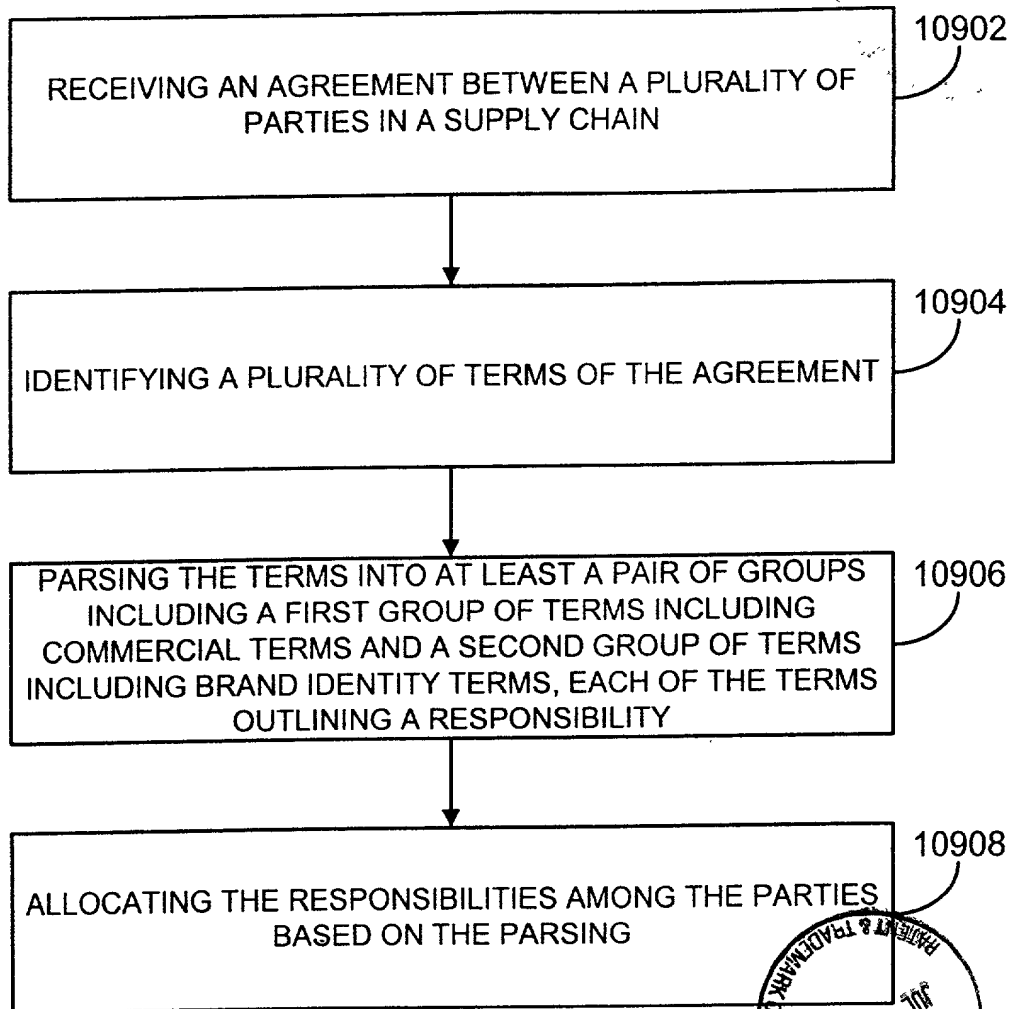 10902
RECEIVING AN AGREEMENT BETWEEN A PLURALITY OF
PARTIES IN A SUPPLY CHAIN
10904
IDENTIFYING A PLURALITY OF TERMS OF THE AGREEMENT
10906
PARSING THE TERMS INTO AT LEAST A PAIR OF GROUPS
INCLUDING A FIRST GROUP OF TERMS INCLUDING
COMMERCIAL TERMS AND A SECOND GROUP OF TERMS
INCLUDING BRAND IDENTITY TERMS, EACH OF THE TERMS
OUTLINING A RESPONSIBILITY
10908
ALLOCATING THE RESPONSIBILITIES AMONG THE PARTIES
BASED ON THE PARSING
PATENT & TRADEMARK
JUL